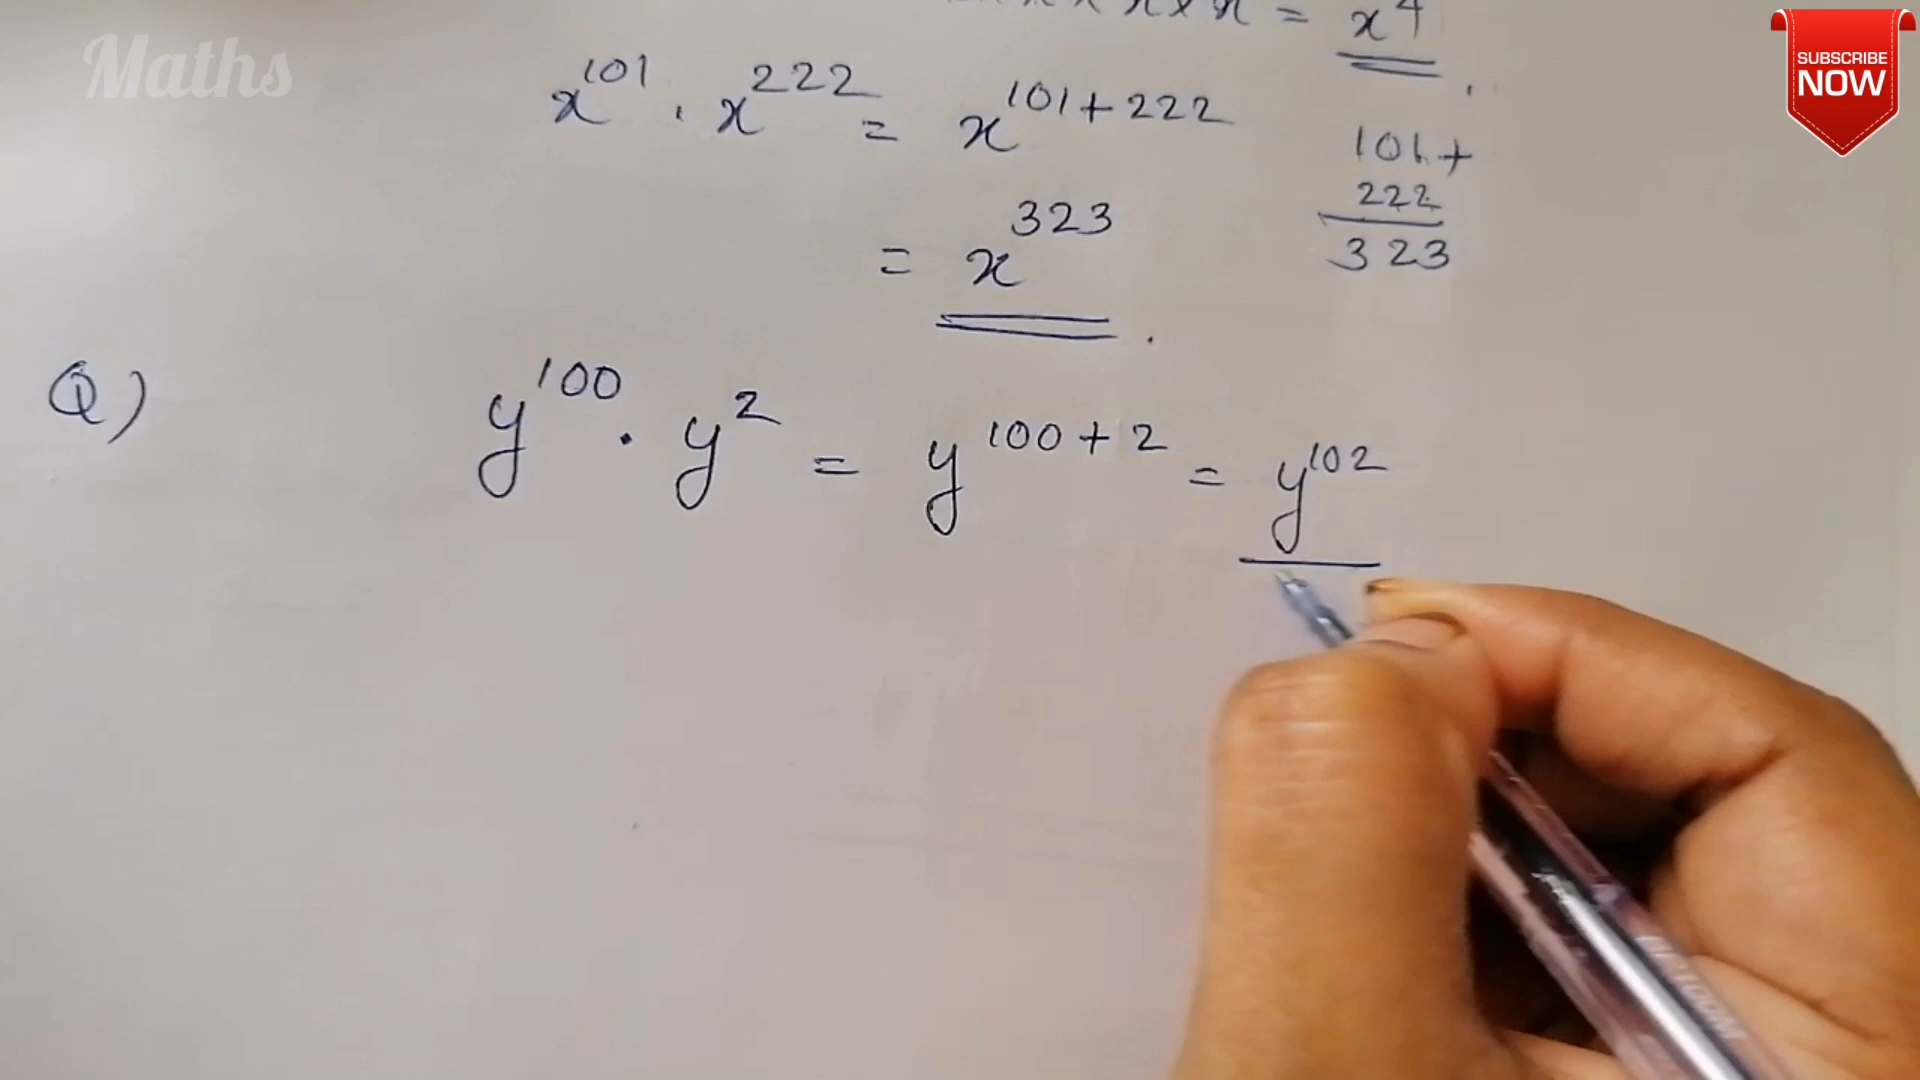 Maths
SUBSCRIBE
NOW
x × x = x⁴
x¹⁰¹ · x²²² = x¹⁰¹⁺²²²
101 +
222
323
= x³²³
Q) y¹⁰⁰ · y² = y¹⁰⁰⁺² = y¹⁰²